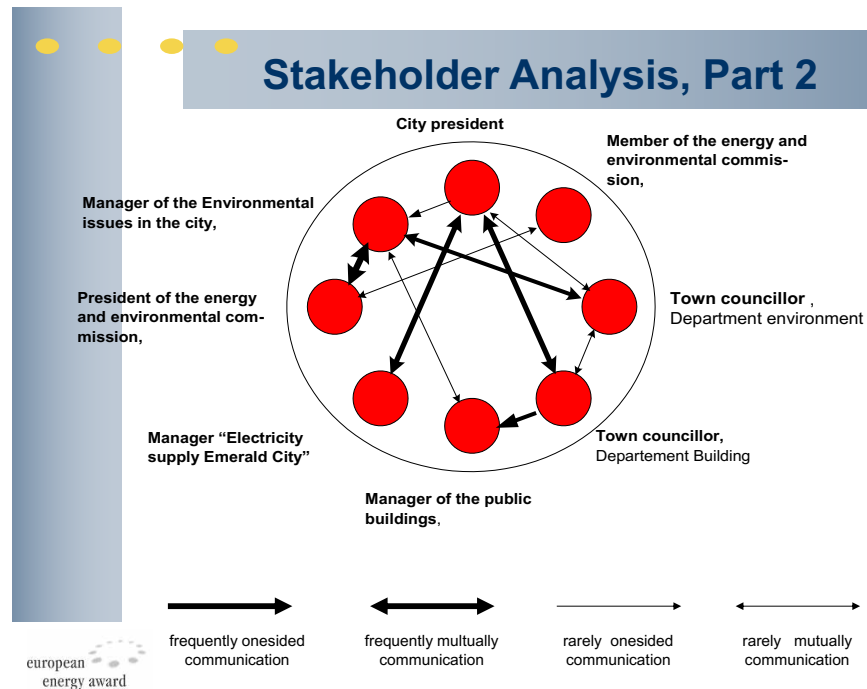 Stakeholder Analysis, Part 2
City president
Member of the energy and
environmental commis-
sion,
Manager of the Environmental
issues in the city,
President of the energy
and environmental com-
mission,
Town councillor ,
Department environment
Manager “Electricity
supply Emerald City”
Town councillor,
Departement Building
Manager of the public
buildings,
frequently onesided
communication
frequently multually
communication
rarely onesided
communication
rarely mutually
communication
european
energy award